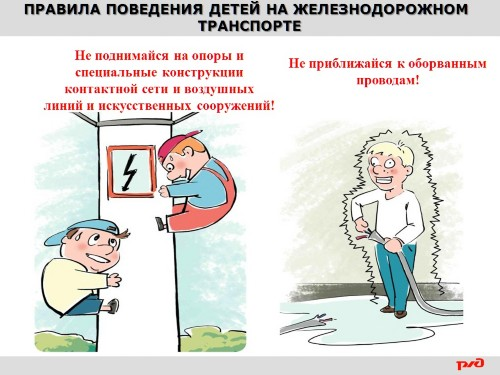 ПРАВИЛА ПОВЕДЕНИЯ ДЕТЕЙ НА ЖЕЛЕЗНОДОРОЖНОМ
ТРАНСПОРТЕ
Не поднимайся на опоры и
специальные конструкции
контактной сети и воздушных
линий и искусственных сооружений!
Не приближайся к оборванным
проводам!
РЖД